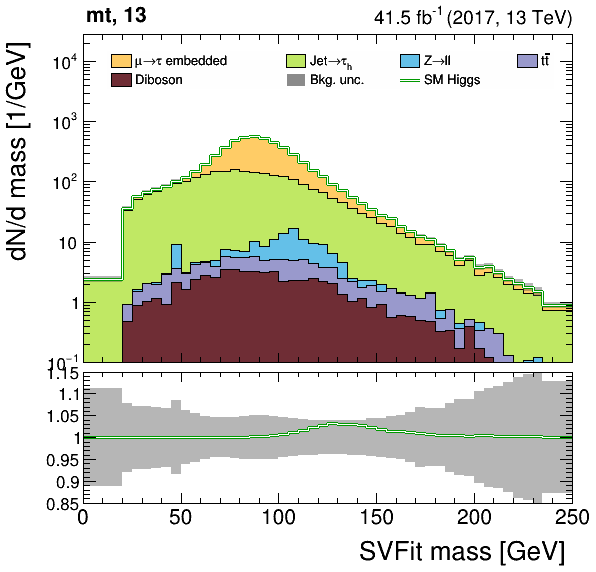 mt, 13 41.5 fb⁻¹ (2017, 13 TeV)
dN/d mass [1/GeV]
μ→τ embedded Jet→τₕ Z→ll tt̅
Diboson Bkg. unc. SM Higgs
10⁴
10³
10²
10
1
10⁻¹
1.15
1.1
1.05
1
0.95
0.9
0.85
0 50 100 150 200 250
SVFit mass [GeV]